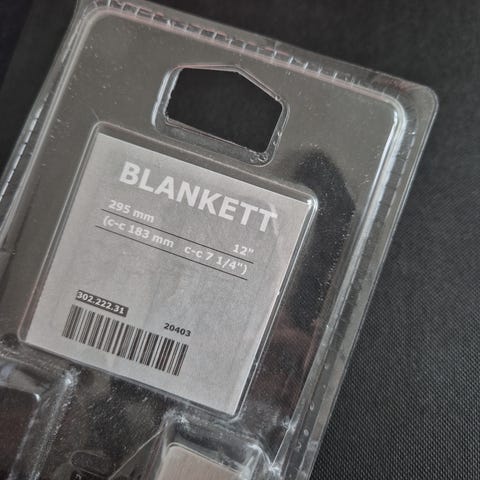 BLANKETT
295 mm 12"
(c-c 183 mm c-c 7 1/4")
302.222.31
20403